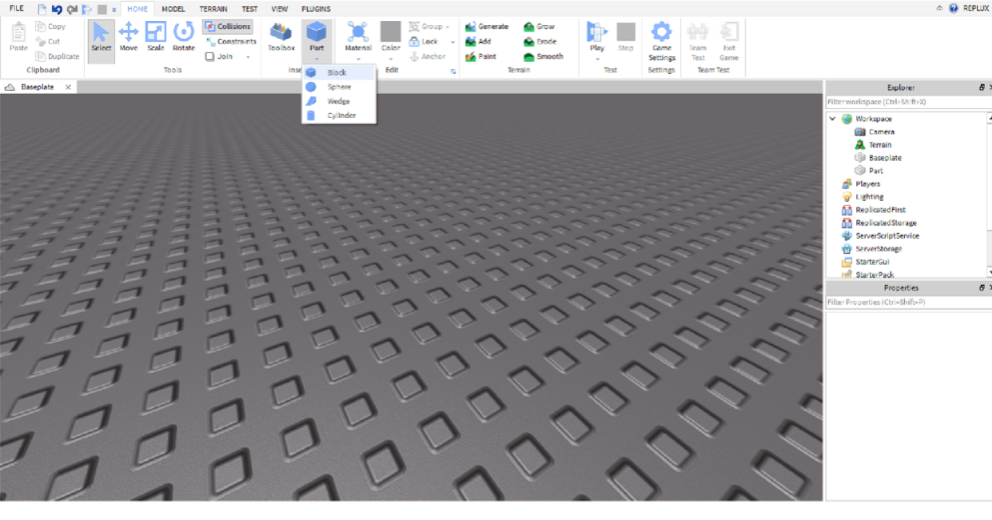 FILE HOME MODEL TERRAIN TEST VIEW PLUGINS REPLUX
Copy Collisions Group Generate Grow
Cut Constraints Lock Add Erode
Paste Duplicate Select Move Scale Rotate Join Toolbox Part Material Color Anchor Paint Smooth Play Stop Game Settings Team Test Exit Game
Clipboard Tools Edit Terrain Test Settings Team Test
Block
Sphere
Wedge
Cylinder
Baseplate
Explorer
Filter workspace (Ctrl+Shift+X)
Workspace
Camera
Terrain
Baseplate
Part
Players
Lighting
ReplicatedFirst
ReplicatedStorage
ServerScriptService
ServerStorage
StarterGui
StarterPack
Properties
Filter Properties (Ctrl+Shift+P)